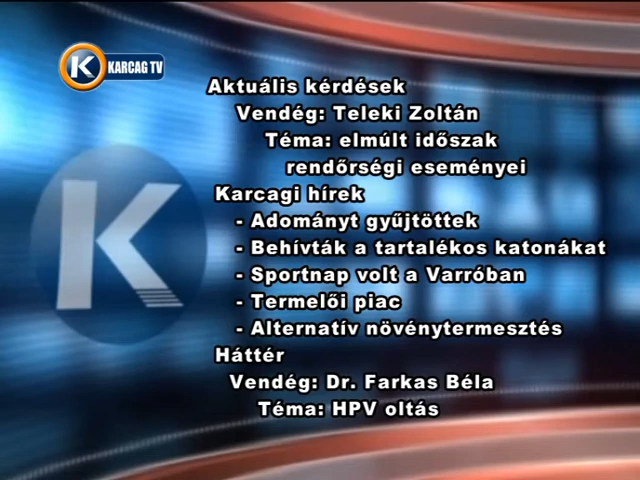 K KARCAG TV
Aktuális kérdések
Vendég: Teleki Zoltán
Téma: elmúlt időszak
rendőrségi eseményei
Karcagi hírek
- Adományt gyűjtöttek
- Behívták a tartalékos katonákat
- Sportnap volt a Varróban
- Termelői piac
- Alternatív növénytermesztés
Háttér
Vendég: Dr. Farkas Béla
Téma: HPV oltás
K